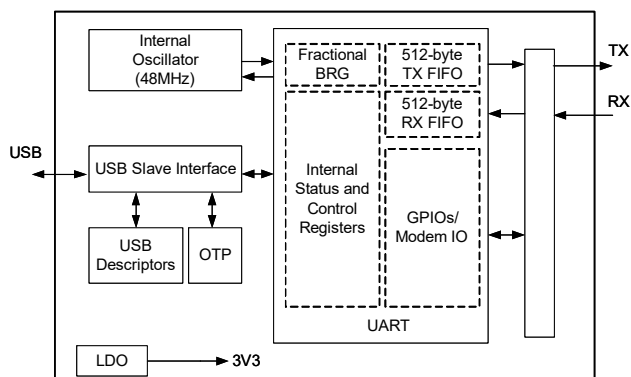 Internal
Oscillator
(48MHz)
Fractional
BRG
512-byte
TX FIFO
TX
512-byte
RX FIFO
RX
USB
USB Slave Interface
Internal
Status and
Control
Registers
GPIOs/
Modem IO
USB
Descriptors
OTP
UART
LDO
3V3